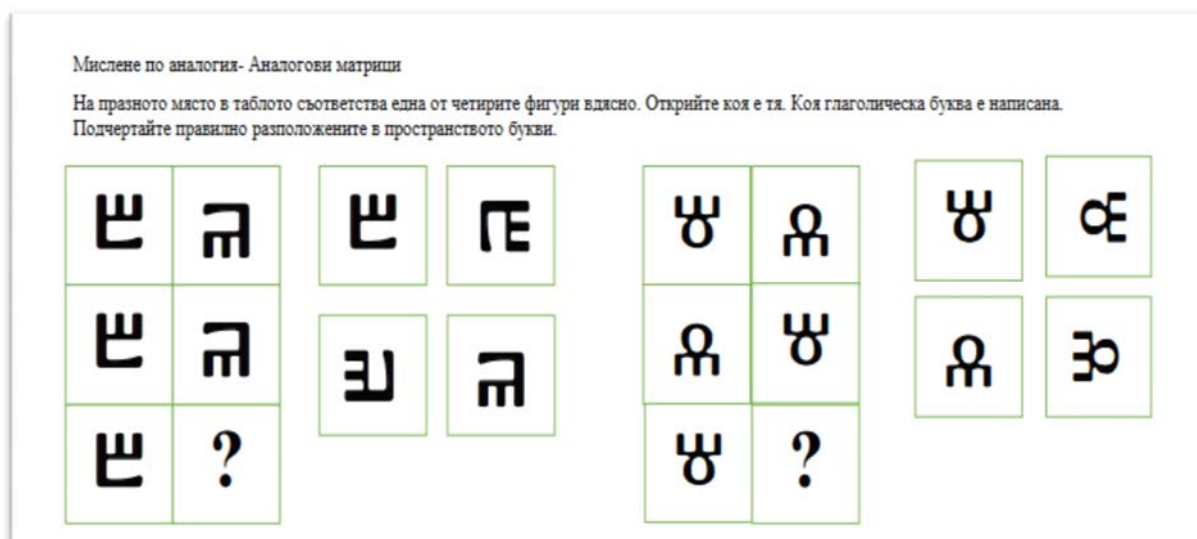 Мислене по аналогия- Аналогови матрици
На празното място в таблото съответства една от четирите фигури вдясно. Открийте коя е тя. Коя глаголическа буква е написана.
Подчертайте правилно разположените в пространството букви.
Ⰱ Ⰱ Ⰱ Ⰱ Ⰶ Ⰶ Ⰶ Ⰶ
Ⰱ Ⰱ Ⰱ Ⰱ Ⰶ Ⰶ Ⰶ Ⰶ
Ⰱ ? Ⰶ ?